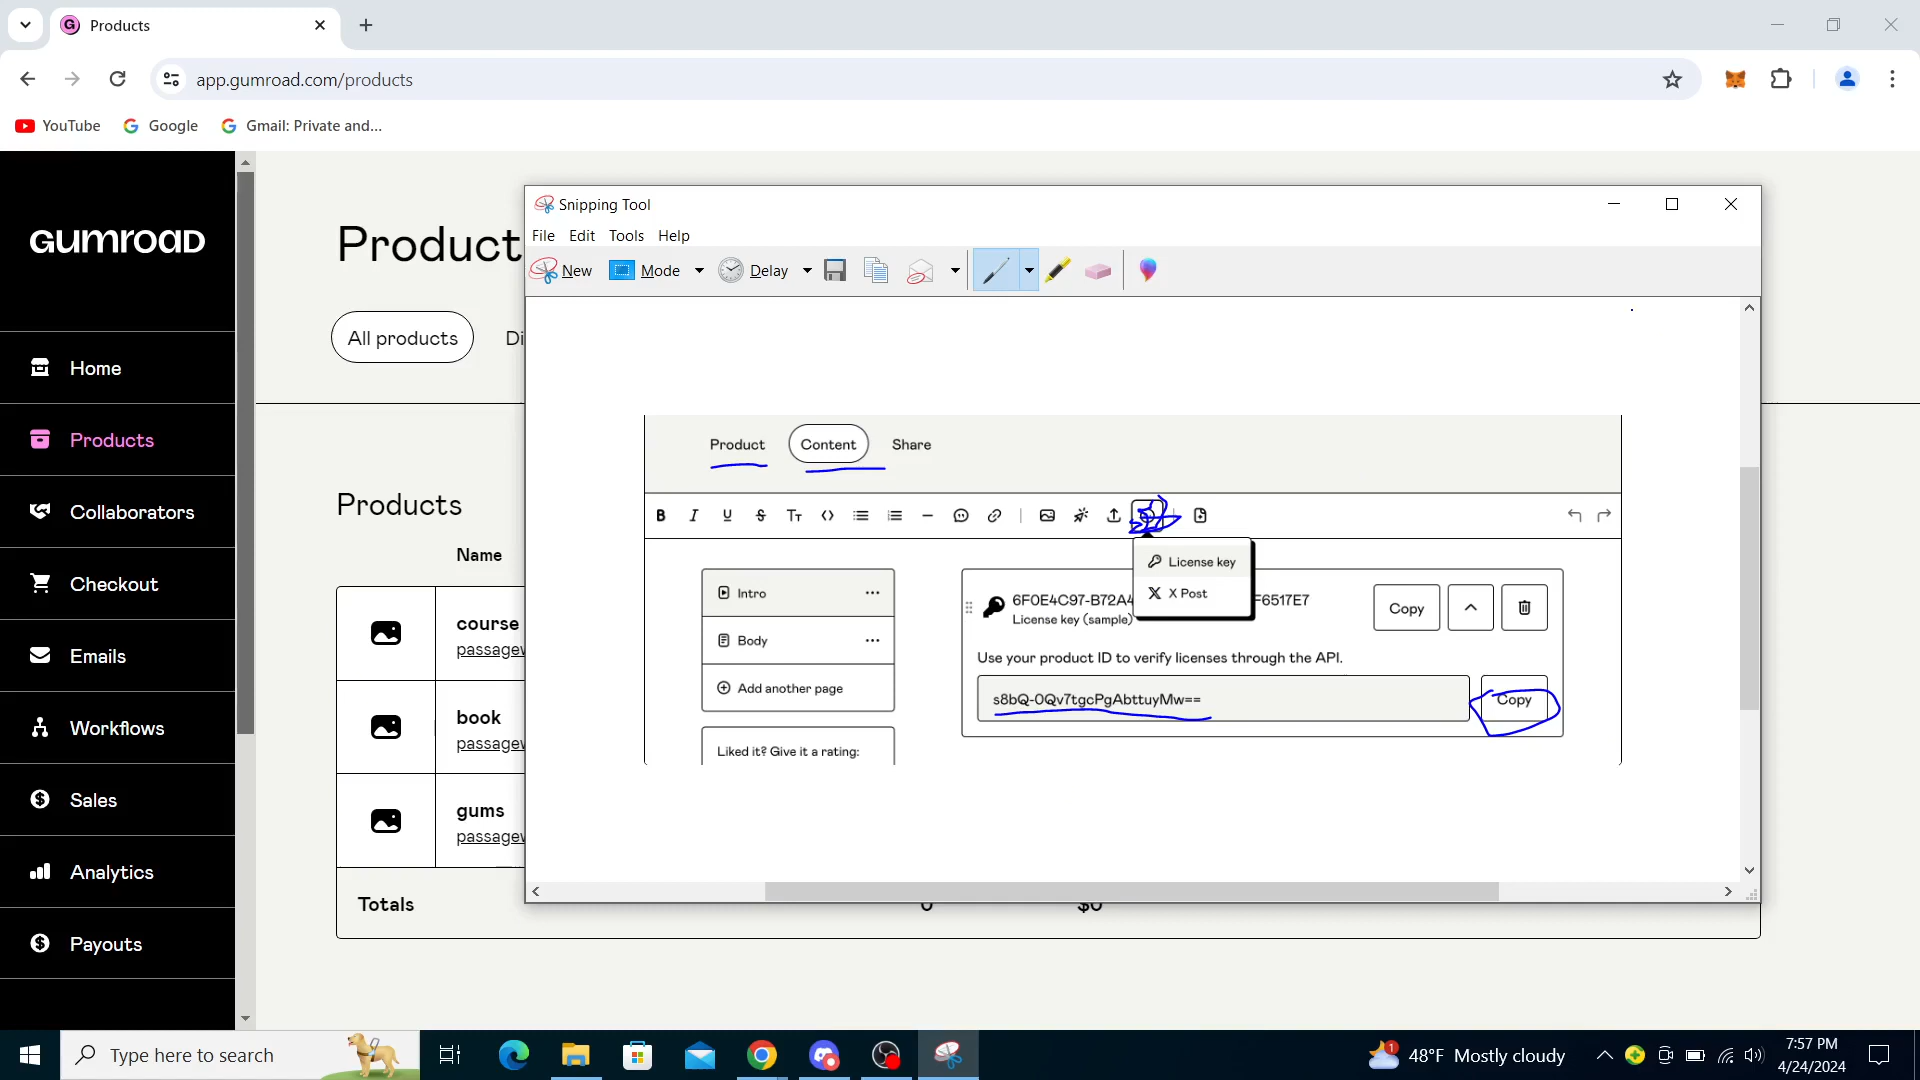 Products
app.gumroad.com/products
YouTube
Google
Gmail: Private and...
GUMROAD
Home
Products
Collaborators
Checkout
Emails
Workflows
Sales
Analytics
Payouts
Product
All products
Di
Products
Name
course
passagew
book
passagew
gums
passagew
Totals
0
$0
Snipping Tool
File Edit Tools Help
New Mode Delay
Product Content Share
License key
X Post
Intro
Body
Add another page
Liked it? Give it a rating:
6F0E4C97-B72A4 F6517E7
License key (sample)
Copy
Use your product ID to verify licenses through the API.
s8bQ-0Qv7tgcPgAbttuyMw==
Copy
Type here to search
48°F Mostly cloudy
7:57 PM
4/24/2024